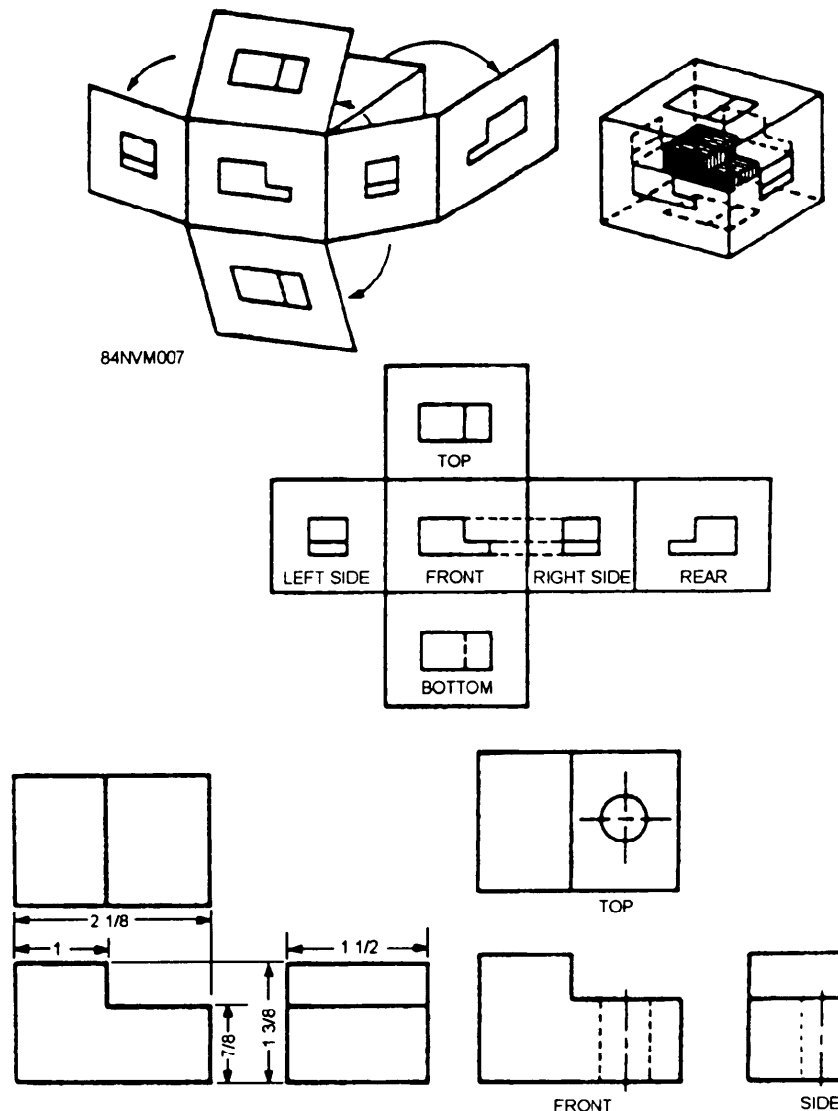 84NVM007
TOP
LEFT SIDE FRONT RIGHT SIDE REAR
BOTTOM
2 1/8
1
1 1/2
7/8
1 3/8
TOP
FRONT
SIDE